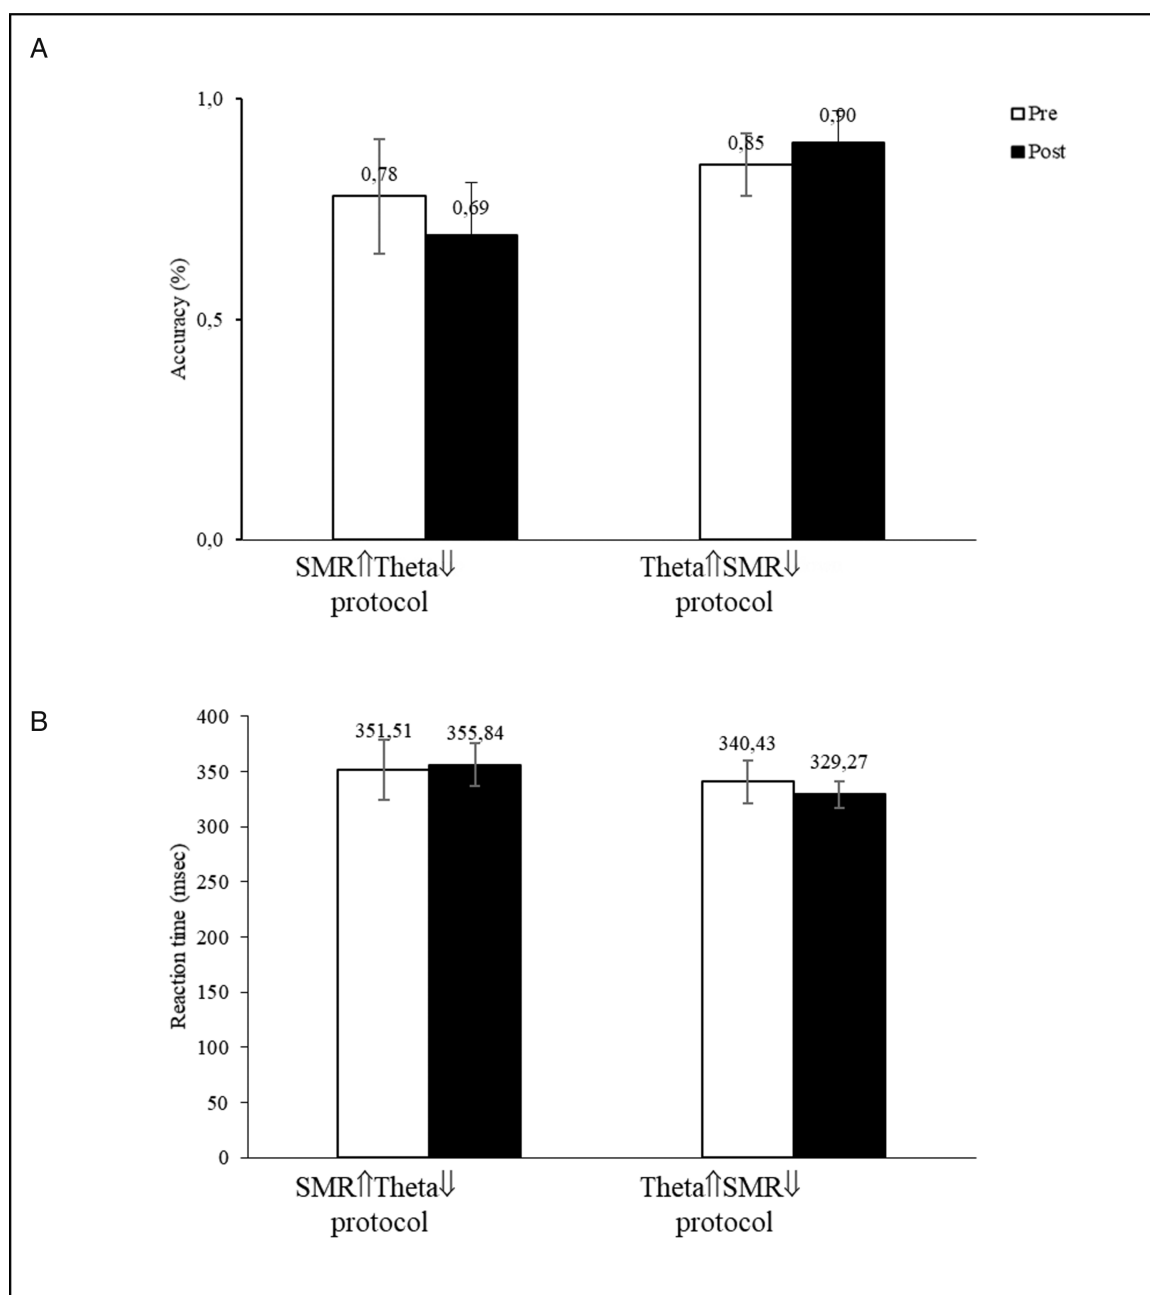 A
1,0
0,5
0,0
Accuracy (%)
0,78
0,69
0,85
0,90
Pre
Post
SMR⇑Theta⇓
protocol
Theta⇑SMR⇓
protocol
B
400
350
300
250
200
150
100
50
0
Reaction time (msec)
351,51
355,84
340,43
329,27
SMR⇑Theta⇓
protocol
Theta⇑SMR⇓
protocol